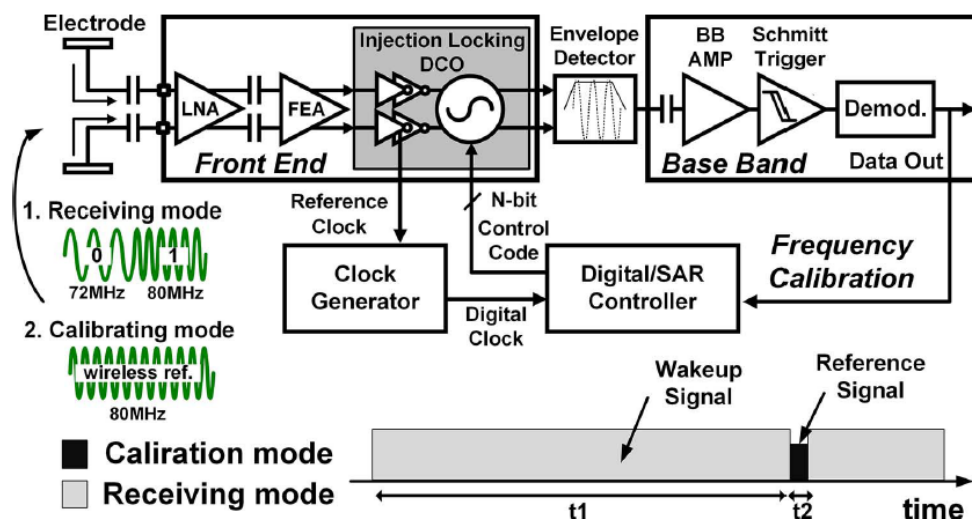 Electrode
LNA
FEA
Injection Locking
DCO
Front End
Envelope
Detector
BB
AMP
Schmitt
Trigger
Demod.
Data Out
Base Band
1. Receiving mode
0
1
72MHz
80MHz
2. Calibrating mode
wireless ref.
80MHz
Reference
Clock
N-bit
Control
Code
Clock
Generator
Digital
Clock
Digital/SAR
Controller
Frequency
Calibration
Wakeup
Signal
Reference
Signal
Caliration mode
Receiving mode
t1
t2
time